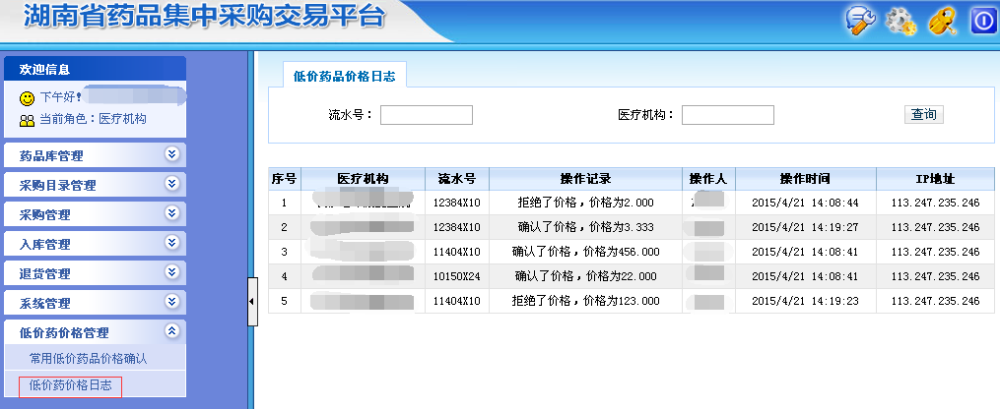 湖南省药品集中采购交易平台
欢迎信息
下午好!
当前角色：医疗机构
药品库管理
采购目录管理
采购管理
入库管理
退货管理
系统管理
低价药价格管理
常用低价药品价格确认
低价药价格日志
低价药品价格日志
流水号： 医疗机构： 查询
序号 医疗机构 流水号 操作记录 操作人 操作时间 IP地址
1 12384X10 拒绝了价格，价格为2.000 2015/4/21 14:08:44 113.247.235.246
2 12384X10 确认了价格，价格为3.333 2015/4/21 14:19:27 113.247.235.246
3 11404X10 确认了价格，价格为456.000 2015/4/21 14:08:41 113.247.235.246
4 10150X24 确认了价格，价格为22.000 2015/4/21 14:08:41 113.247.235.246
5 11404X10 拒绝了价格，价格为123.000 2015/4/21 14:19:23 113.247.235.246